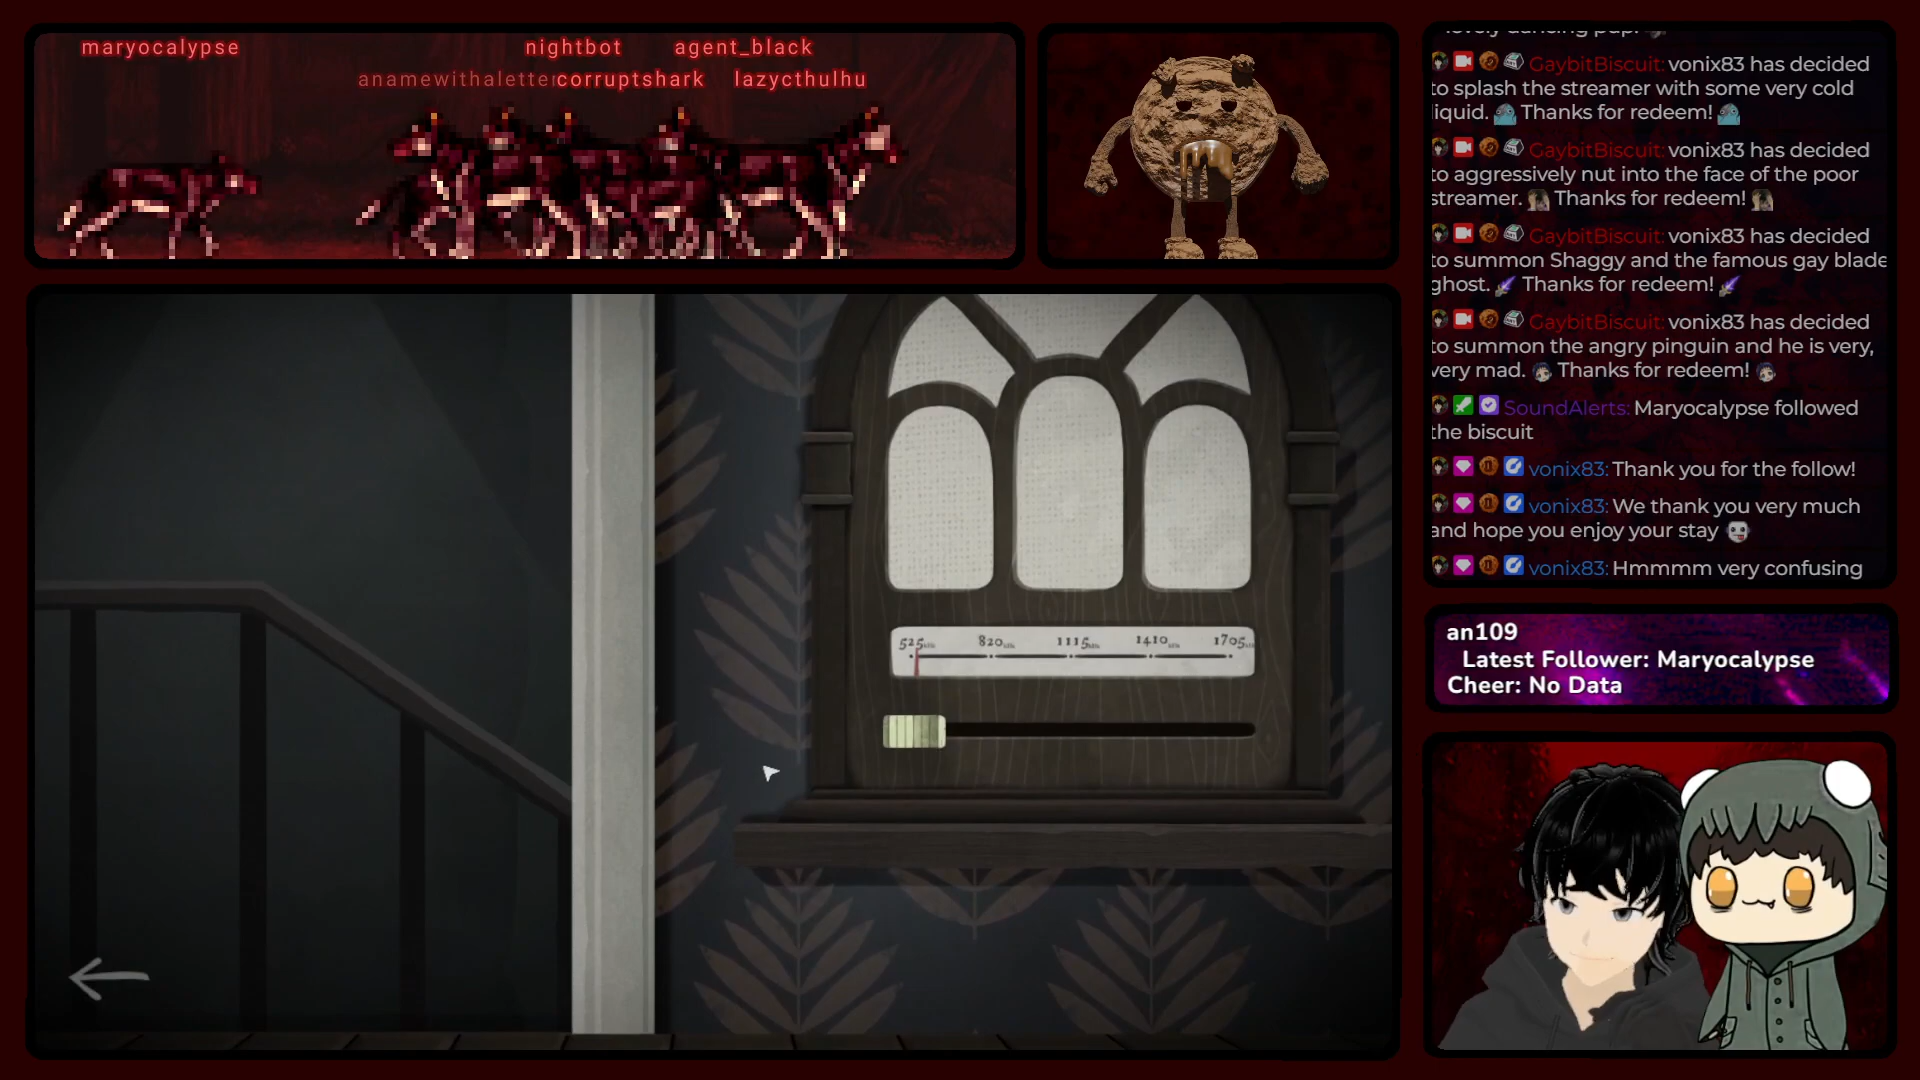 maryocalypse
nightbot
agent_black
anamewithaletter
corruptshark
lazycthulhu
GaybitBiscuit: vonix83 has decided
to splash the streamer with some very cold
liquid. Thanks for redeem!
GaybitBiscuit: vonix83 has decided
to aggressively nut into the face of the poor
streamer. Thanks for redeem!
GaybitBiscuit: vonix83 has decided
to summon Shaggy and the famous gay blade
ghost. Thanks for redeem!
GaybitBiscuit: vonix83 has decided
to summon the angry pinguin and he is very,
very mad. Thanks for redeem!
SoundAlerts: Maryocalypse followed
the biscuit
vonix83: Thank you for the follow!
vonix83: We thank you very much
and hope you enjoy your stay
vonix83: Hmmmm very confusing
525 820 1115 1410 1705
an109
Latest Follower: Maryocalypse
Cheer: No Data